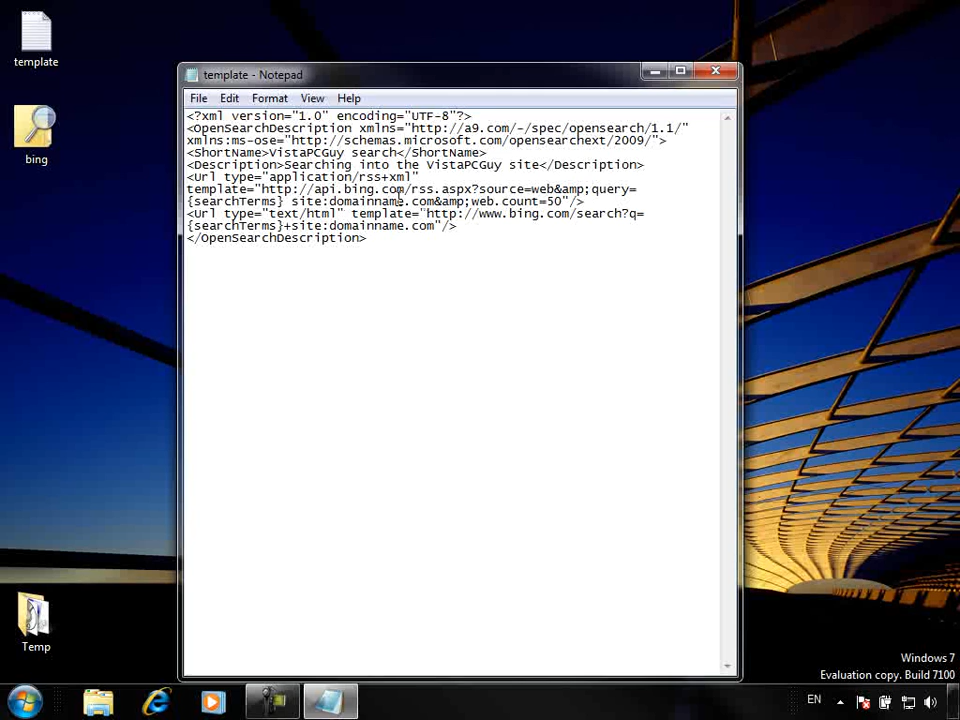 template
bing
Temp
template - Notepad
File Edit Format View Help
<?xml version="1.0" encoding="UTF-8"?>
<OpenSearchDescription xmlns="http://a9.com/-/spec/opensearch/1.1/"
xmlns:ms-ose="http://schemas.microsoft.com/opensearchext/2009/">
<ShortName>VistaPCGuy search</ShortName>
<Description>Searching into the VistaPCGuy site</Description>
<Url type="application/rss+xml"
template="http://api.bing.com/rss.aspx?source=web&amp;query=
{searchTerms} site:domainname.com&amp;web.count=50"/>
<Url type="text/html" template="http://www.bing.com/search?q=
{searchTerms}+site:domainname.com"/>
</OpenSearchDescription>
Windows 7
Evaluation copy. Build 7100
EN